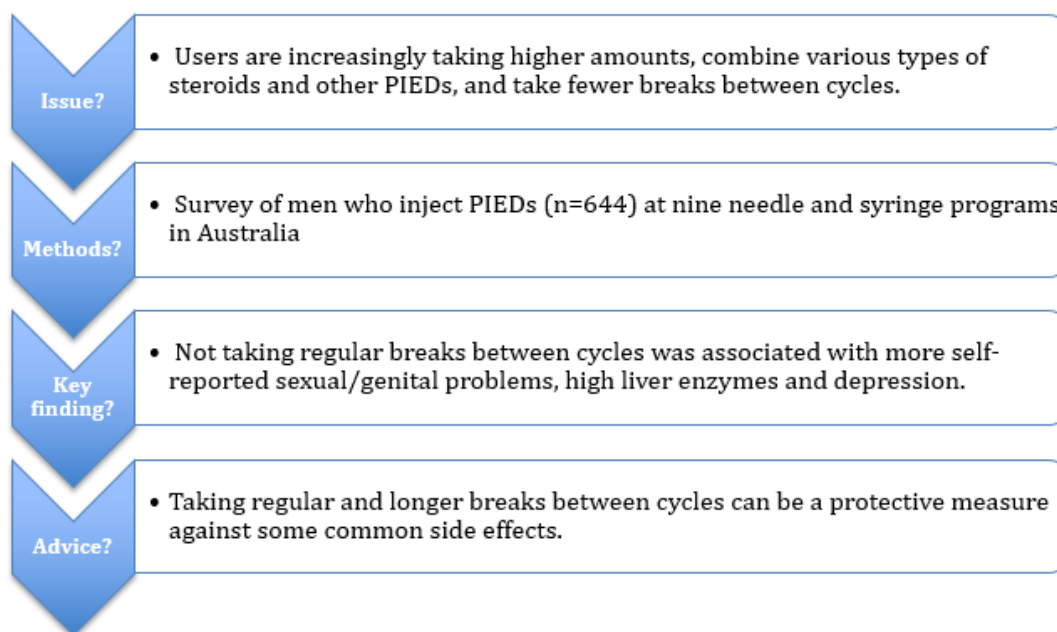 Issue?
• Users are increasingly taking higher amounts, combine various types of
steroids and other PIEDs, and take fewer breaks between cycles.
Methods?
• Survey of men who inject PIEDs (n=644) at nine needle and syringe programs
in Australia
Key
finding?
• Not taking regular breaks between cycles was associated with more self-
reported sexual/genital problems, high liver enzymes and depression.
Advice?
• Taking regular and longer breaks between cycles can be a protective measure
against some common side effects.